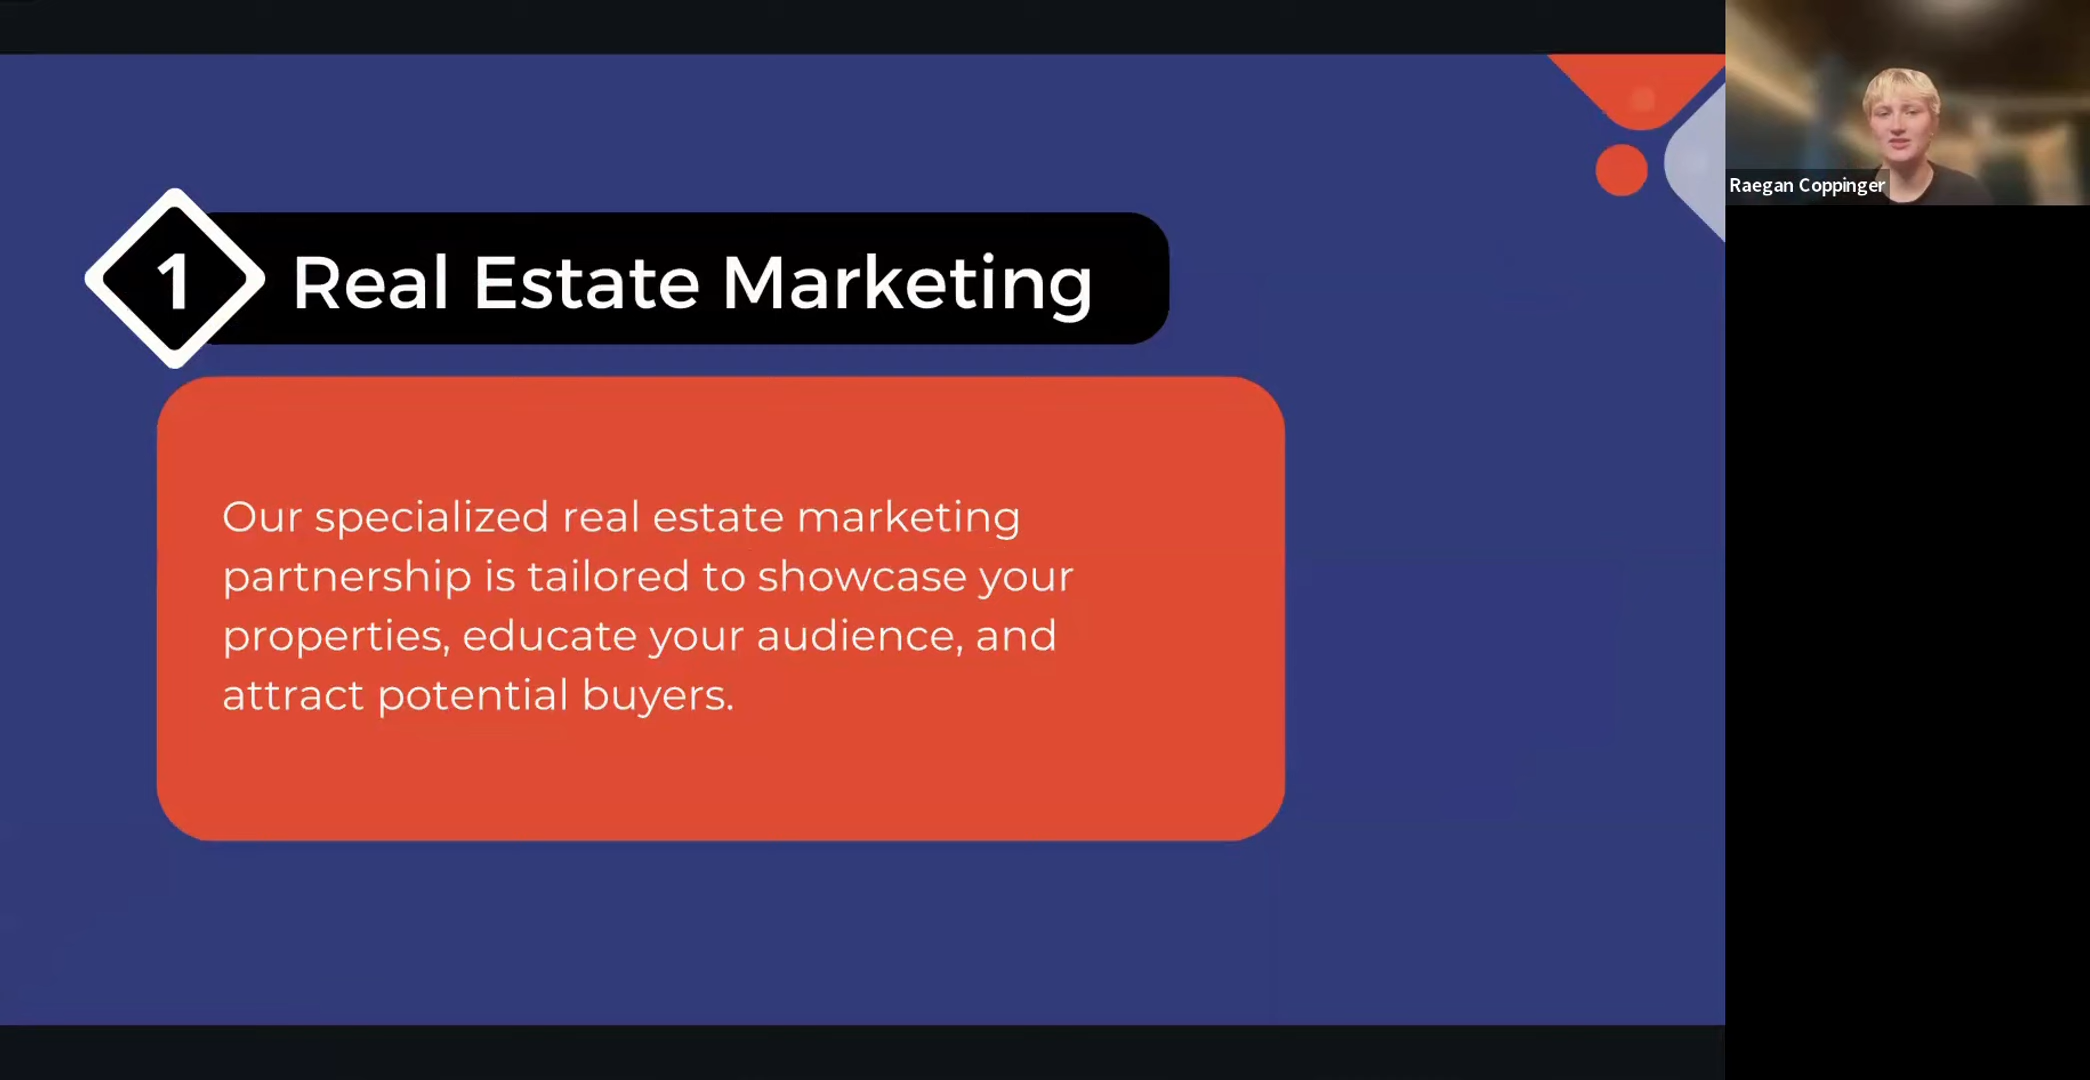 1
Real Estate Marketing
Our specialized real estate marketing
partnership is tailored to showcase your
properties, educate your audience, and
attract potential buyers.
Raegan Coppinger